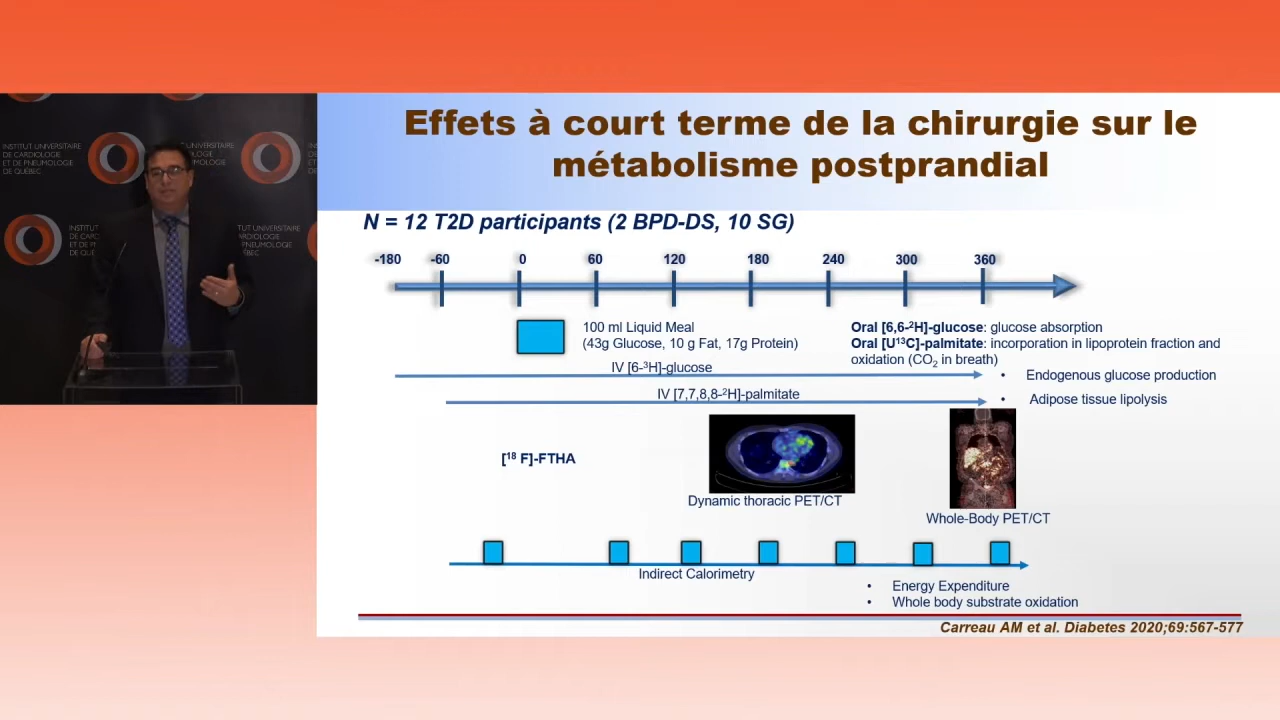 Effets à court terme de la chirurgie sur le
métabolisme postprandial
INSTITUT UNIVERSITAIRE
DE CARDIOLOGIE
ET DE PNEUMOLOGIE
DE QUÉBEC
N = 12 T2D participants (2 BPD-DS, 10 SG)
-180 -60 0 60 120 180 240 300 360
100 ml Liquid Meal
(43g Glucose, 10 g Fat, 17g Protein)
Oral [6,6-²H]-glucose: glucose absorption
Oral [U¹³C]-palmitate: incorporation in lipoprotein fraction and
oxidation (CO₂ in breath)
IV [6-³H]-glucose
• Endogenous glucose production
IV [7,7,8,8-²H]-palmitate
• Adipose tissue lipolysis
[¹⁸ F]-FTHA
Dynamic thoracic PET/CT
Whole-Body PET/CT
Indirect Calorimetry
• Energy Expenditure
• Whole body substrate oxidation
Carreau AM et al. Diabetes 2020;69:567-577